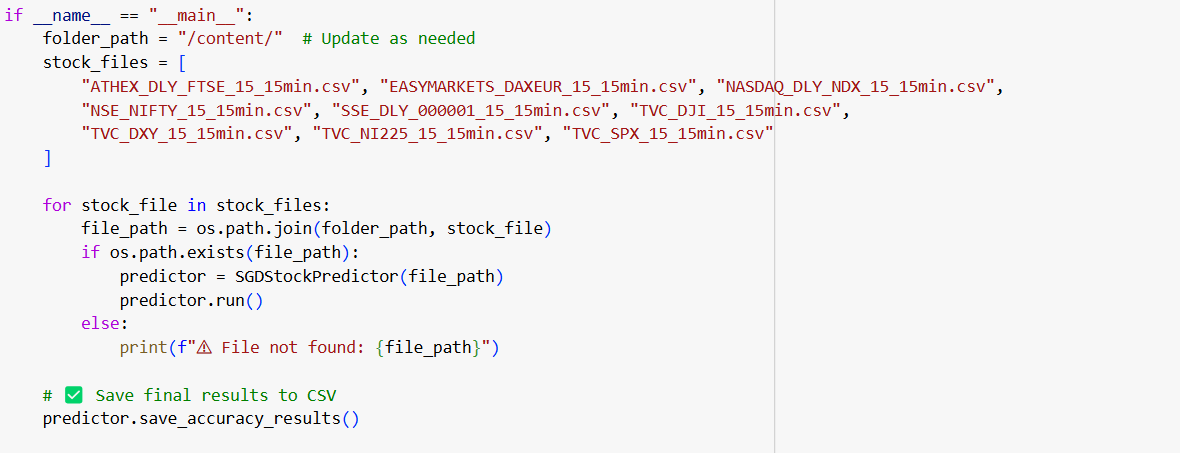 if __name__ == "__main__":
    folder_path = "/content/"  # Update as needed
    stock_files = [
        "ATHEX_DLY_FTSE_15_15min.csv", "EASYMARKETS_DAXEUR_15_15min.csv", "NASDAQ_DLY_NDX_15_15min.csv",
        "NSE_NIFTY_15_15min.csv", "SSE_DLY_000001_15_15min.csv", "TVC_DJI_15_15min.csv",
        "TVC_DXY_15_15min.csv", "TVC_NI225_15_15min.csv", "TVC_SPX_15_15min.csv"
    ]
    for stock_file in stock_files:
        file_path = os.path.join(folder_path, stock_file)
        if os.path.exists(file_path):
            predictor = SGDStockPredictor(file_path)
            predictor.run()
        else:
            print(f"⚠ File not found: {file_path}")
    # ✅ Save final results to CSV
    predictor.save_accuracy_results()